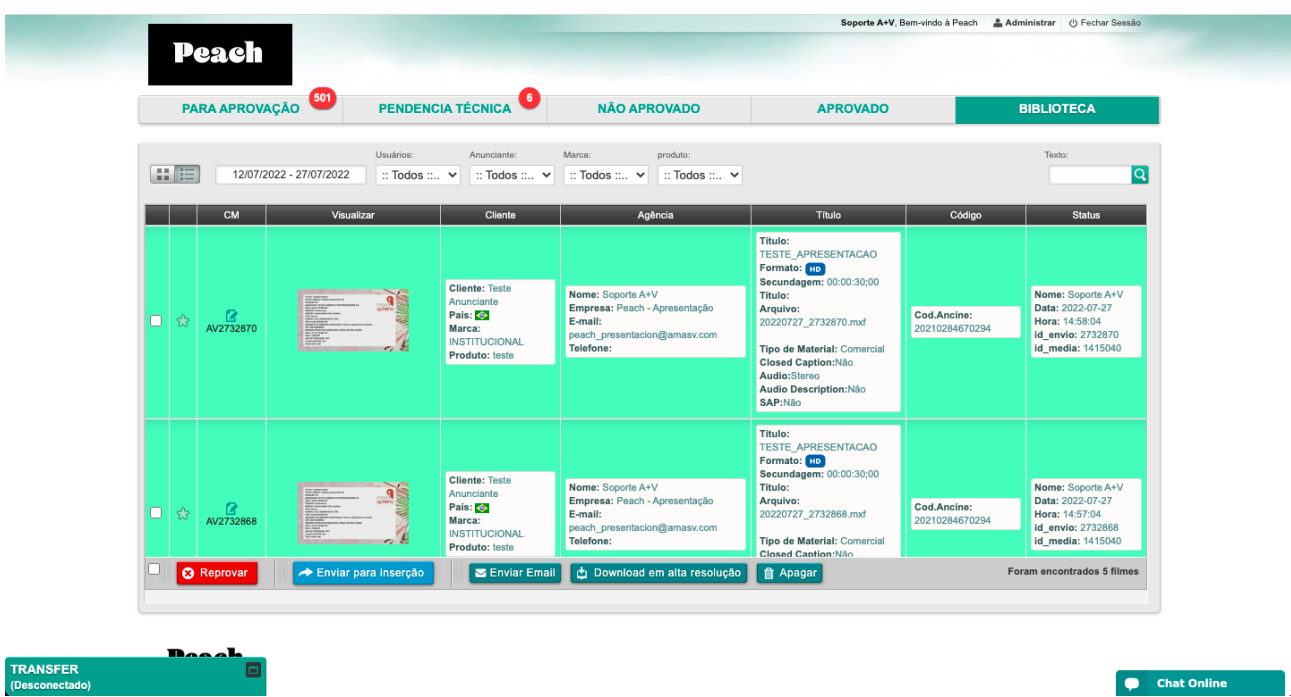 Soporte A+V, Bem-vindo à Peach Administrar Fechar Sessão
Peach
PARA APROVAÇÃO 501 PENDENCIA TÉCNICA 6 NÃO APROVADO APROVADO BIBLIOTECA
Usuários: Anunciante: Marca: produto: Texto:
12/07/2022 - 27/07/2022 :: Todos ::... :: Todos ::... :: Todos ::... :: Todos ::...
CM Visualizar Cliente Agência Título Código Status
AV2732870
Cliente: Teste
Anunciante
País:
Marca:
INSTITUCIONAL
Produto: teste
Nome: Soporte A+V
Empresa: Peach - Apresentação
E-mail:
peach_presentacion@amasv.com
Telefone:
Título:
TESTE_APRESENTACAO
Formato: HD
Secundagem: 00:00:30;00
Título:
Arquivo:
20220727_2732870.mxf
Tipo de Material: Comercial
Closed Caption:Não
Audio:Stereo
Audio Description:Não
SAP:Não
Cod.Ancine:
20210284670294
Nome: Soporte A+V
Data: 2022-07-27
Hora: 14:58:04
id_envio: 2732870
id_media: 1415040
AV2732868
Cliente: Teste
Anunciante
País:
Marca:
INSTITUCIONAL
Produto: teste
Nome: Soporte A+V
Empresa: Peach - Apresentação
E-mail:
peach_presentacion@amasv.com
Telefone:
Título:
TESTE_APRESENTACAO
Formato: HD
Secundagem: 00:00:30;00
Título:
Arquivo:
20220727_2732868.mxf
Tipo de Material: Comercial
Closed Caption:Não
Cod.Ancine:
20210284670294
Nome: Soporte A+V
Data: 2022-07-27
Hora: 14:57:04
id_envio: 2732868
id_media: 1415040
Reprovar Enviar para inserção Enviar Email Download em alta resolução Apagar Foram encontrados 5 filmes
Peach
TRANSFER
(Desconectado)
Chat Online